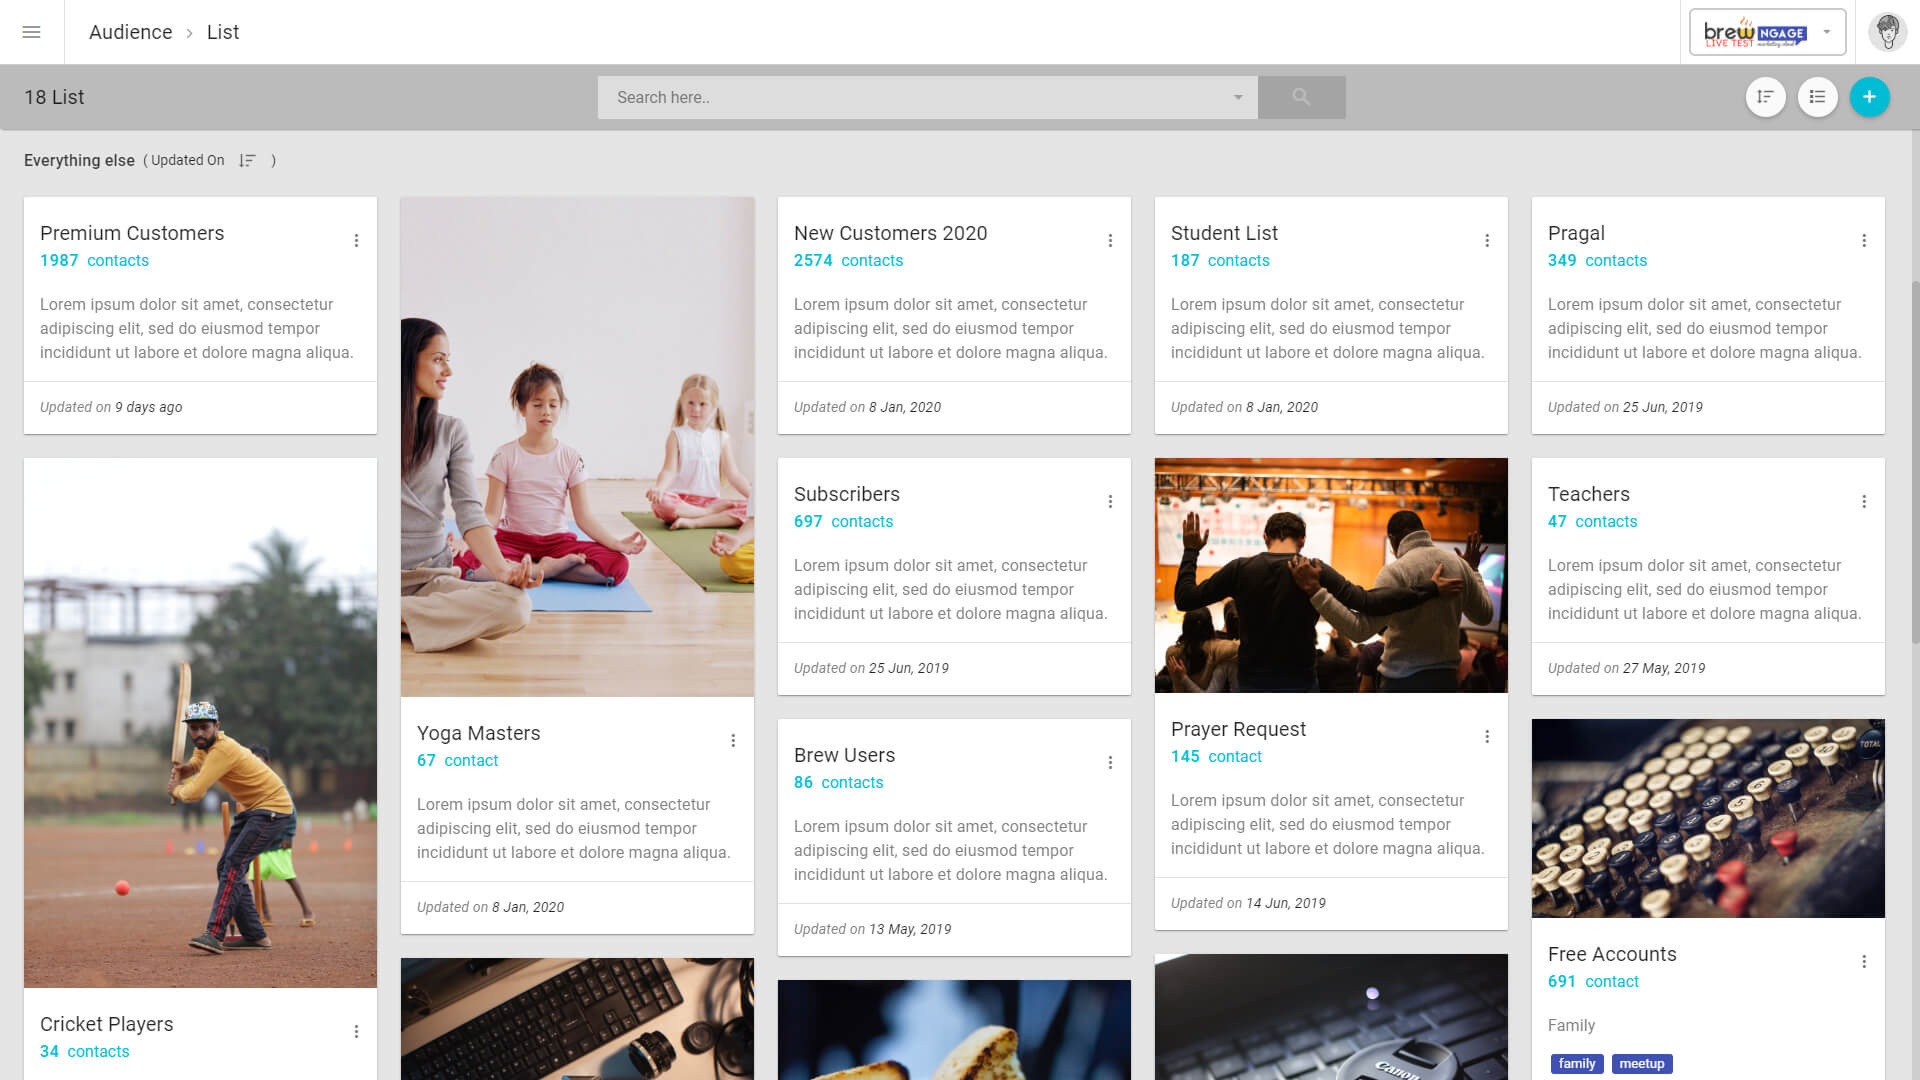 Audience > List
brew NGAGE
LIVE TEST marketing cloud
18 List
Search here..
Everything else ( Updated On )
Premium Customers
1987 contacts
Lorem ipsum dolor sit amet, consectetur
adipiscing elit, sed do eiusmod tempor
incididunt ut labore et dolore magna aliqua.
Updated on 9 days ago
Cricket Players
34 contacts
Yoga Masters
67 contact
Lorem ipsum dolor sit amet, consectetur
adipiscing elit, sed do eiusmod tempor
incididunt ut labore et dolore magna aliqua.
Updated on 8 Jan, 2020
New Customers 2020
2574 contacts
Lorem ipsum dolor sit amet, consectetur
adipiscing elit, sed do eiusmod tempor
incididunt ut labore et dolore magna aliqua.
Updated on 8 Jan, 2020
Subscribers
697 contacts
Lorem ipsum dolor sit amet, consectetur
adipiscing elit, sed do eiusmod tempor
incididunt ut labore et dolore magna aliqua.
Updated on 25 Jun, 2019
Brew Users
86 contacts
Lorem ipsum dolor sit amet, consectetur
adipiscing elit, sed do eiusmod tempor
incididunt ut labore et dolore magna aliqua.
Updated on 13 May, 2019
Student List
187 contacts
Lorem ipsum dolor sit amet, consectetur
adipiscing elit, sed do eiusmod tempor
incididunt ut labore et dolore magna aliqua.
Updated on 8 Jan, 2020
Prayer Request
145 contact
Lorem ipsum dolor sit amet, consectetur
adipiscing elit, sed do eiusmod tempor
incididunt ut labore et dolore magna aliqua.
Updated on 14 Jun, 2019
Canon
Pragal
349 contacts
Lorem ipsum dolor sit amet, consectetur
adipiscing elit, sed do eiusmod tempor
incididunt ut labore et dolore magna aliqua.
Updated on 25 Jun, 2019
Teachers
47 contacts
Lorem ipsum dolor sit amet, consectetur
adipiscing elit, sed do eiusmod tempor
incididunt ut labore et dolore magna aliqua.
Updated on 27 May, 2019
TOTAL
Free Accounts
691 contact
Family
family meetup